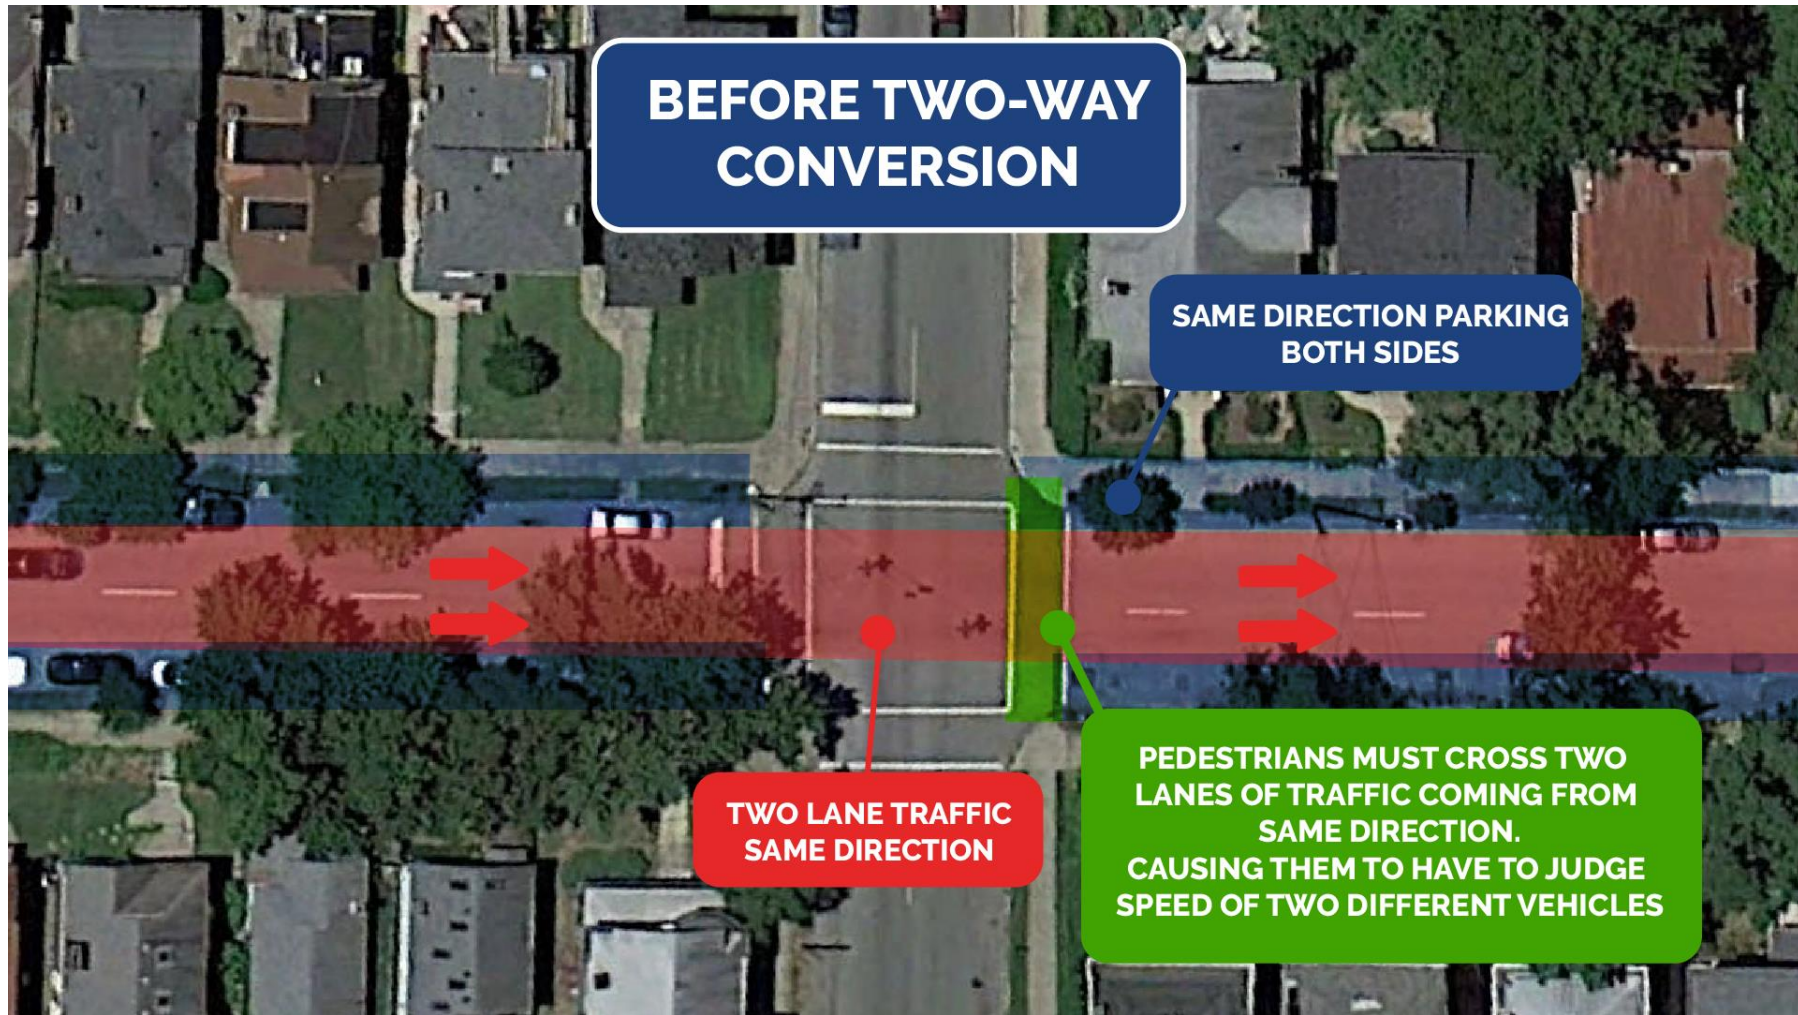 BEFORE TWO-WAY
CONVERSION
SAME DIRECTION PARKING
BOTH SIDES
TWO LANE TRAFFIC
SAME DIRECTION
PEDESTRIANS MUST CROSS TWO
LANES OF TRAFFIC COMING FROM
SAME DIRECTION.
CAUSING THEM TO HAVE TO JUDGE
SPEED OF TWO DIFFERENT VEHICLES